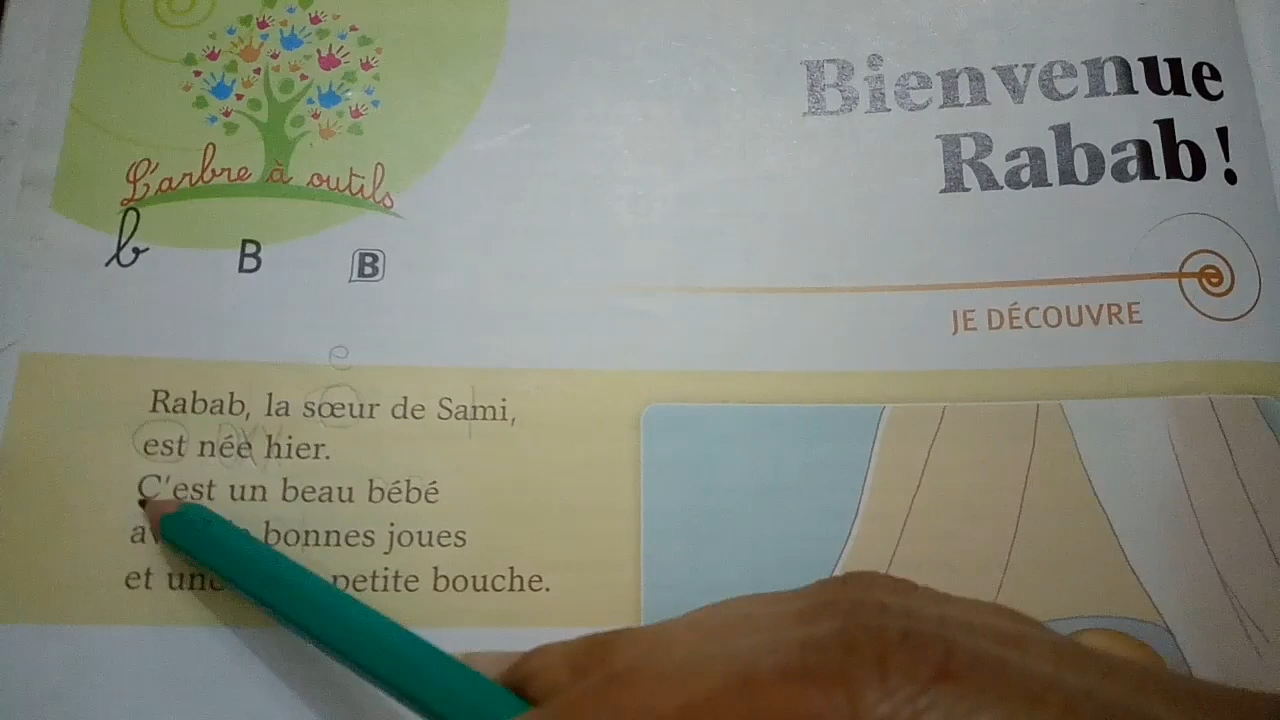 L'arbre à outils
b B B
Bienvenue
Rabab!
JE DÉCOUVRE
e
Rabab, la sœur de Sami,
est née hier.
C'est un beau bébé
bonnes joues
et une petite bouche.